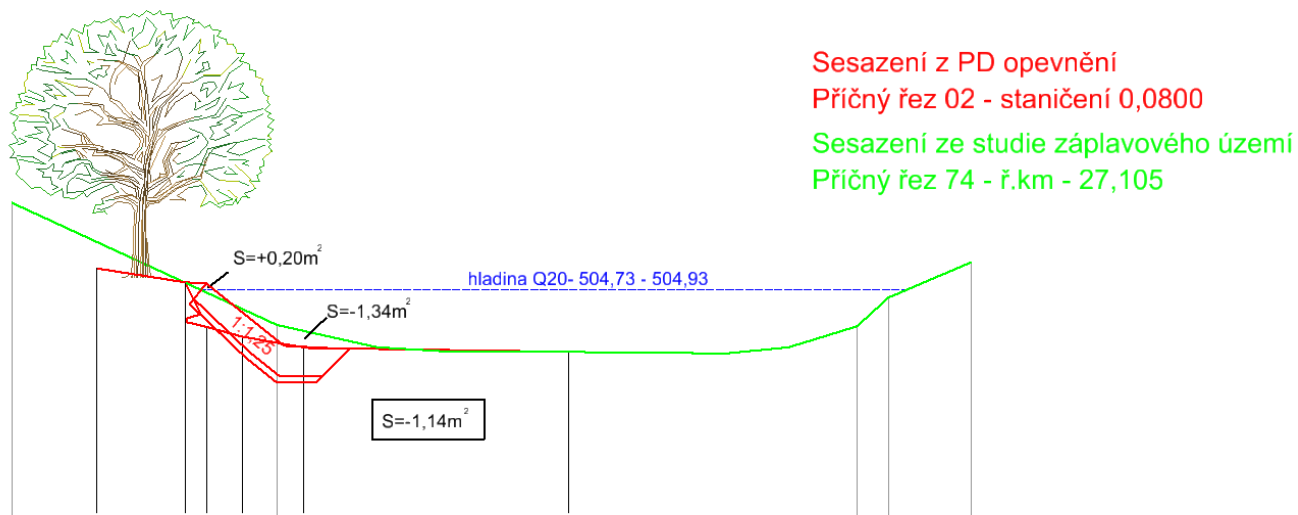 Sesazení z PD opevnění
Příčný řez 02 - staničení 0,0800
Sesazení ze studie záplavového území
Příčný řez 74 - ř.km - 27,105
S=+0,20m²
hladina Q20- 504,73 - 504,93
S=-1,34m²
1:1,25
S=-1,14m²